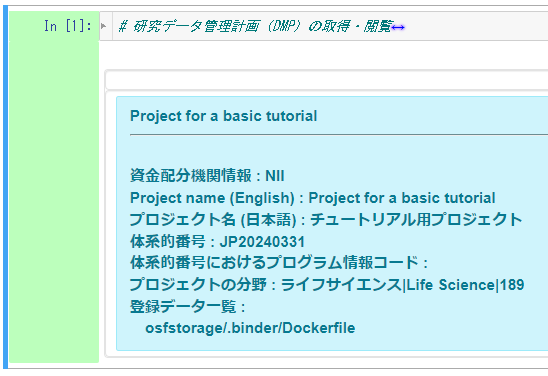 In [1]:
# 研究データ管理計画（DMP）の取得・閲覧↔
Project for a basic tutorial
資金配分機関情報 : NII
Project name (English) : Project for a basic tutorial
プロジェクト名 (日本語) : チュートリアル用プロジェクト
体系的番号 : JP20240331
体系的番号におけるプログラム情報コード :
プロジェクトの分野 : ライフサイエンス|Life Science|189
登録データ一覧 :
osfstorage/.binder/Dockerfile